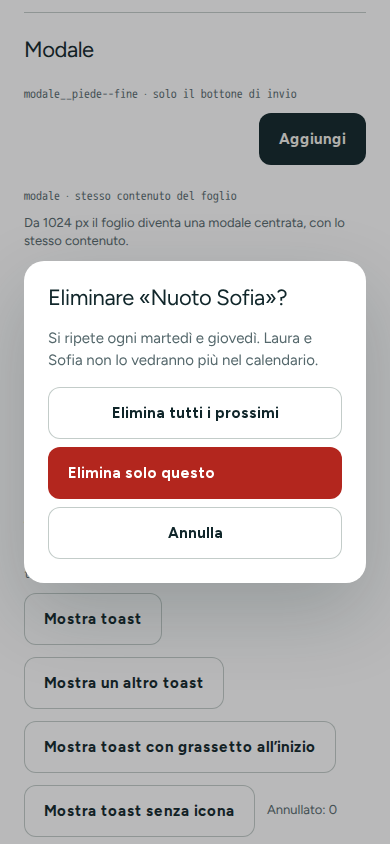 Modale
modale__piede--fine · solo il bottone di invio
Aggiungi
modale · stesso contenuto del foglio
Da 1024 px il foglio diventa una modale centrata, con lo
stesso contenuto.
Eliminare «Nuoto Sofia»?
Si ripete ogni martedì e giovedì. Laura e
Sofia non lo vedranno più nel calendario.
Elimina tutti i prossimi
Elimina solo questo
Annulla
Mostra toast
Mostra un altro toast
Mostra toast con grassetto all’inizio
Mostra toast senza icona
Annullato: 0